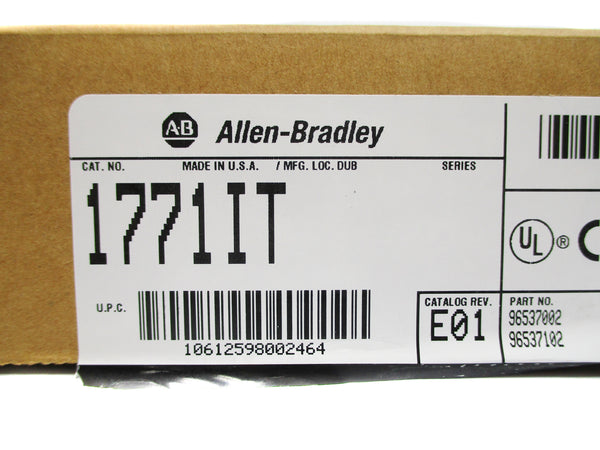 AB Allen-Bradley
CAT. NO. MADE IN U.S.A. / MFG. LOC. DUB SERIES
1771IT
UL ®
U.P.C.
10612598002464
CATALOG REV.
E01
PART NO.
96537002
96537102